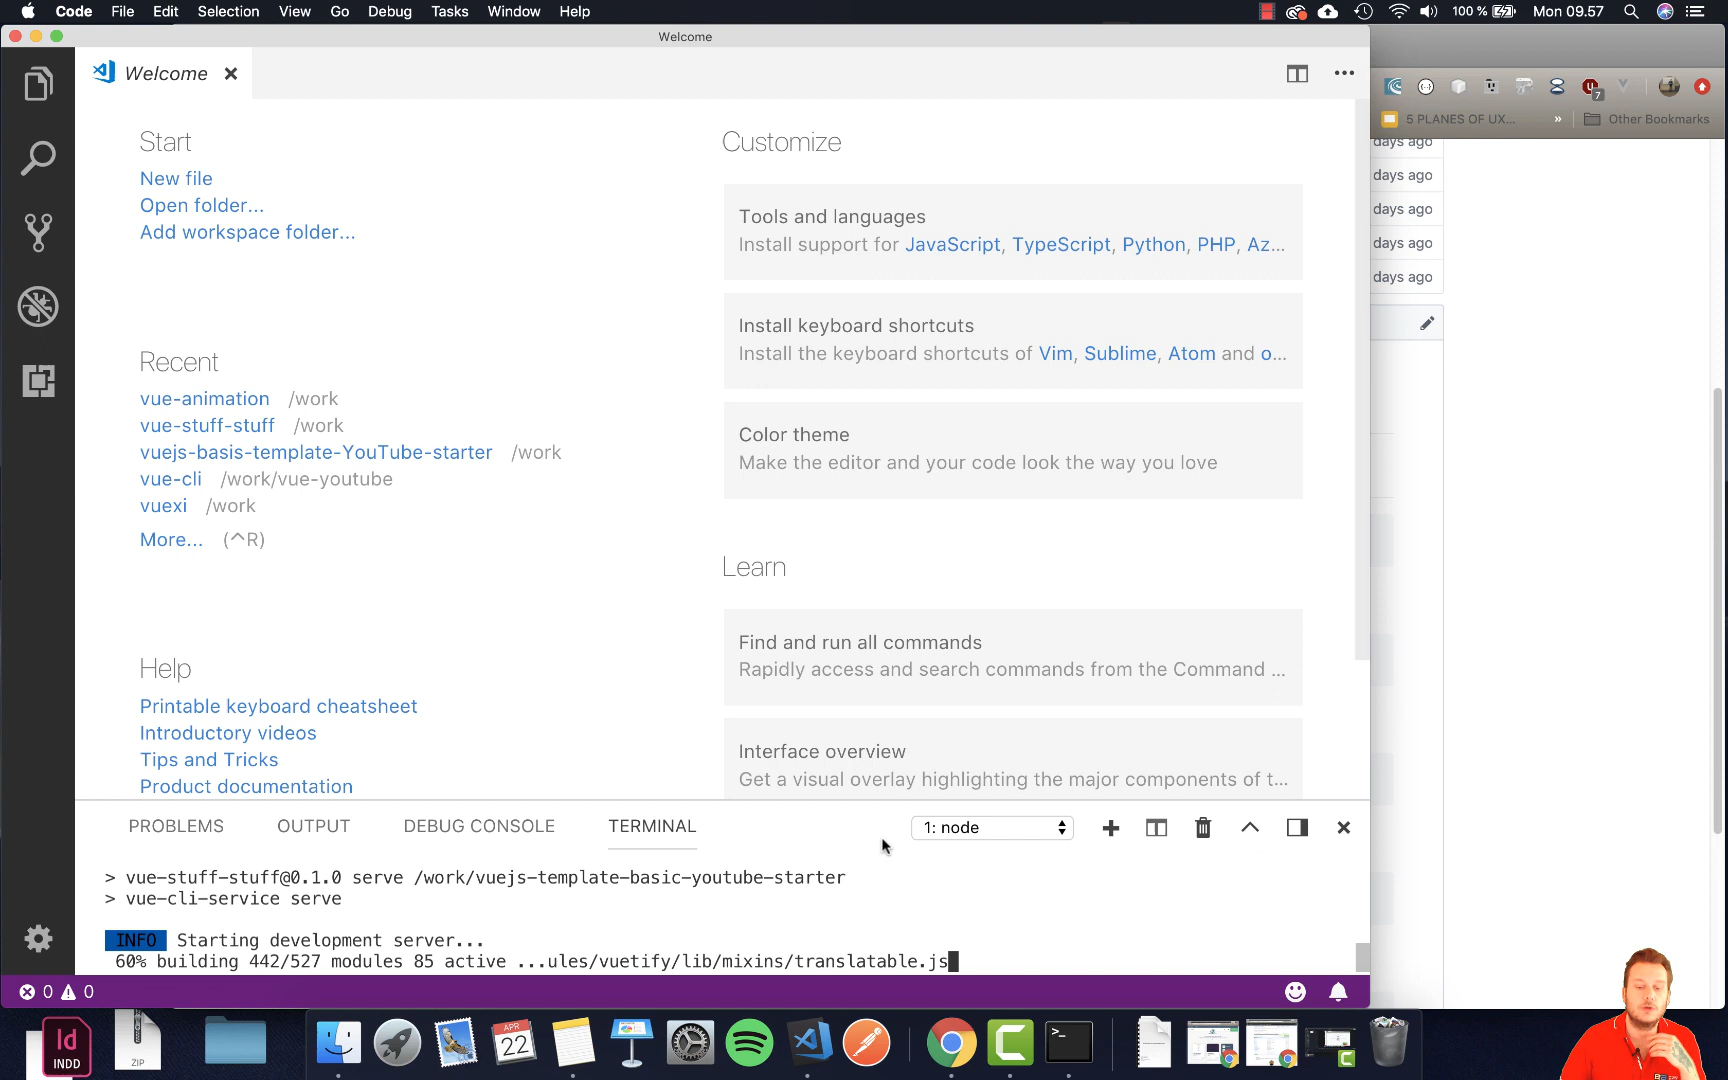 Code File Edit Selection View Go Debug Tasks Window Help
100 % Mon 09.57
Welcome
Welcome
Start
New file
Open folder...
Add workspace folder...
Recent
vue-animation /work
vue-stuff-stuff /work
vuejs-basis-template-YouTube-starter /work
vue-cli /work/vue-youtube
vuexi /work
More... (^R)
Help
Printable keyboard cheatsheet
Introductory videos
Tips and Tricks
Product documentation
Customize
Tools and languages
Install support for JavaScript, TypeScript, Python, PHP, Az...
Install keyboard shortcuts
Install the keyboard shortcuts of Vim, Sublime, Atom and o...
Color theme
Make the editor and your code look the way you love
Learn
Find and run all commands
Rapidly access and search commands from the Command ...
Interface overview
Get a visual overlay highlighting the major components of t...
7
5 PLANES OF UX... » Other Bookmarks
days ago
days ago
days ago
days ago
days ago
PROBLEMS OUTPUT DEBUG CONSOLE TERMINAL 1: node
> vue-stuff-stuff@0.1.0 serve /work/vuejs-template-basic-youtube-starter
> vue-cli-service serve
INFO Starting development server...
60% building 442/527 modules 85 active ...ules/vuetify/lib/mixins/translatable.js
0 0
Id
INDD
ZIP
APR
22